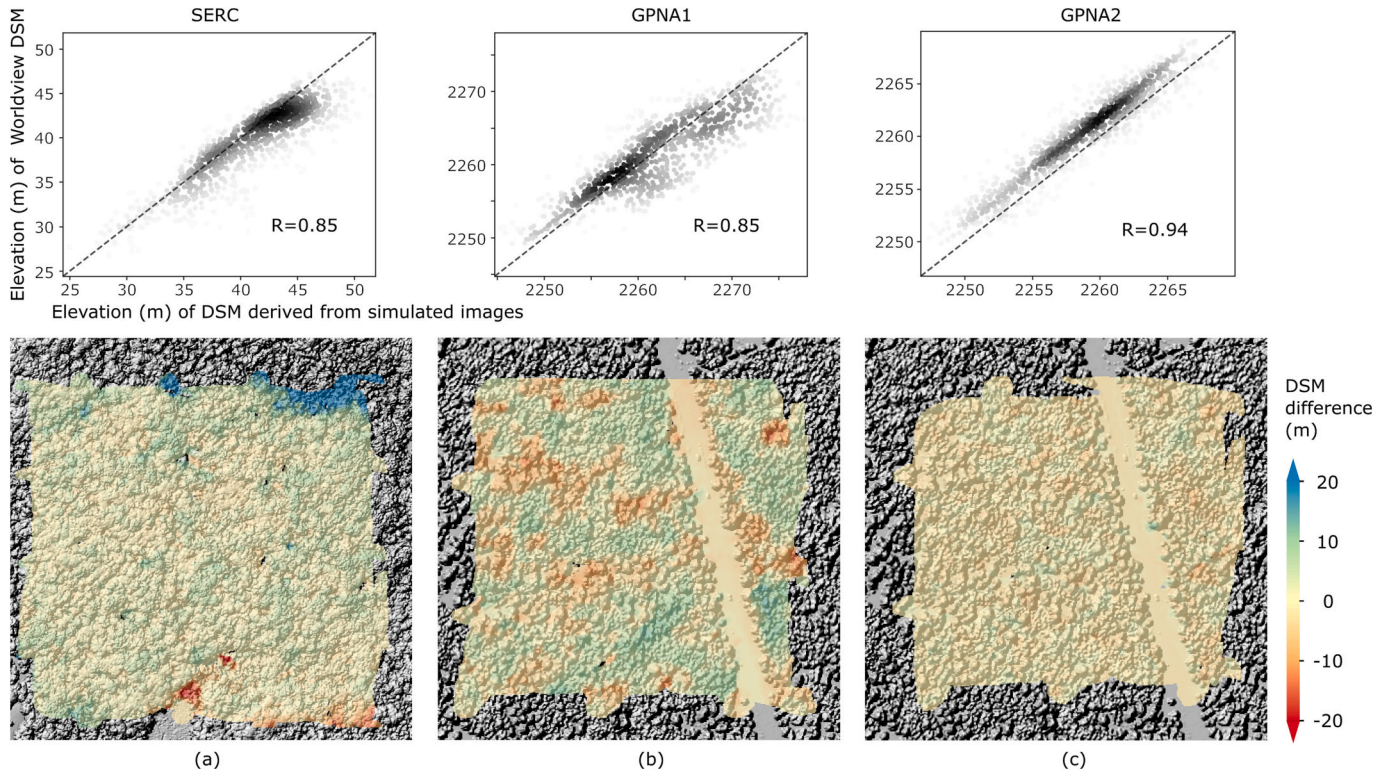 SERC
GPNA1
GPNA2
Elevation (m) of Worldview DSM
50
45
40
35
30
25
R=0.85
25
30
35
40
45
50
2270
2260
2250
R=0.85
2250
2260
2270
2265
2260
2255
2250
R=0.94
2250
2255
2260
2265
Elevation (m) of DSM derived from simulated images
DSM
difference
(m)
20
10
0
-10
-20
(a)
(b)
(c)